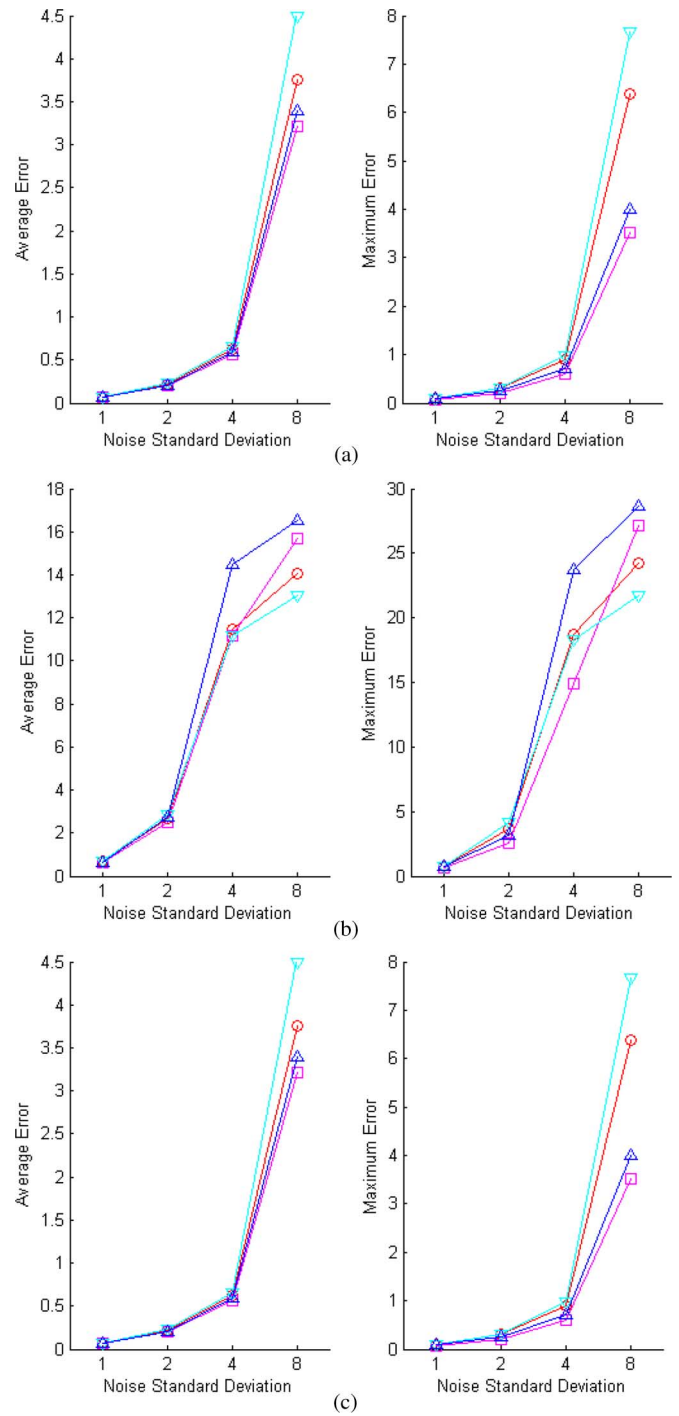 4.5
4
3.5
3
2.5
2
1.5
1
0.5
0
Average Error
1 2 4 8
Noise Standard Deviation
8
7
6
5
4
3
2
1
0
Maximum Error
1 2 4 8
Noise Standard Deviation
(a)
18
16
14
12
10
8
6
4
2
0
Average Error
1 2 4 8
Noise Standard Deviation
30
25
20
15
10
5
0
Maximum Error
1 2 4 8
Noise Standard Deviation
(b)
4.5
4
3.5
3
2.5
2
1.5
1
0.5
0
Average Error
1 2 4 8
Noise Standard Deviation
8
7
6
5
4
3
2
1
0
Maximum Error
1 2 4 8
Noise Standard Deviation
(c)